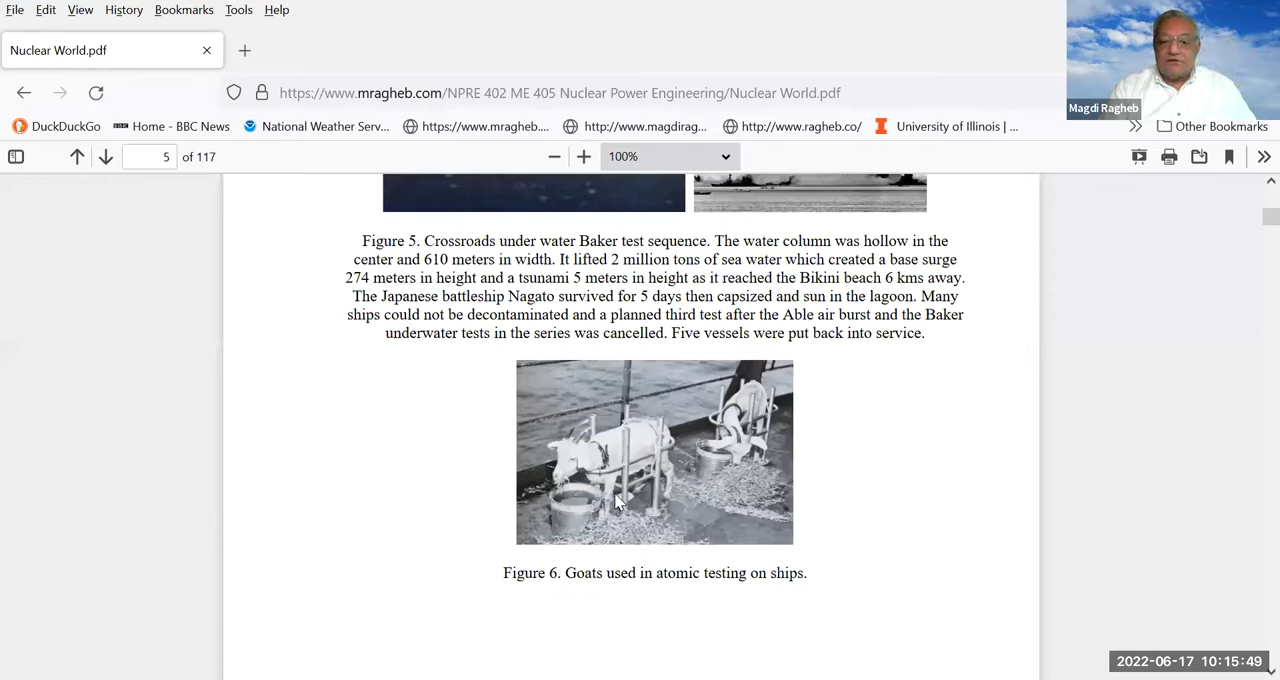 File Edit View History Bookmarks Tools Help
Nuclear World.pdf
https://www.mragheb.com/NPRE 402 ME 405 Nuclear Power Engineering/Nuclear World.pdf
Magdi Ragheb
DuckDuckGo BBC Home - BBC News National Weather Serv... https://www.mragheb.... http://www.magdirag... http://www.ragheb.co/ I University of Illinois | ... Other Bookmarks
5 of 117 100%
Figure 5. Crossroads under water Baker test sequence. The water column was hollow in the
center and 610 meters in width. It lifted 2 million tons of sea water which created a base surge
274 meters in height and a tsunami 5 meters in height as it reached the Bikini beach 6 kms away.
The Japanese battleship Nagato survived for 5 days then capsized and sun in the lagoon. Many
ships could not be decontaminated and a planned third test after the Able air burst and the Baker
underwater tests in the series was cancelled. Five vessels were put back into service.
Figure 6. Goats used in atomic testing on ships.
2022-06-17 10:15:49